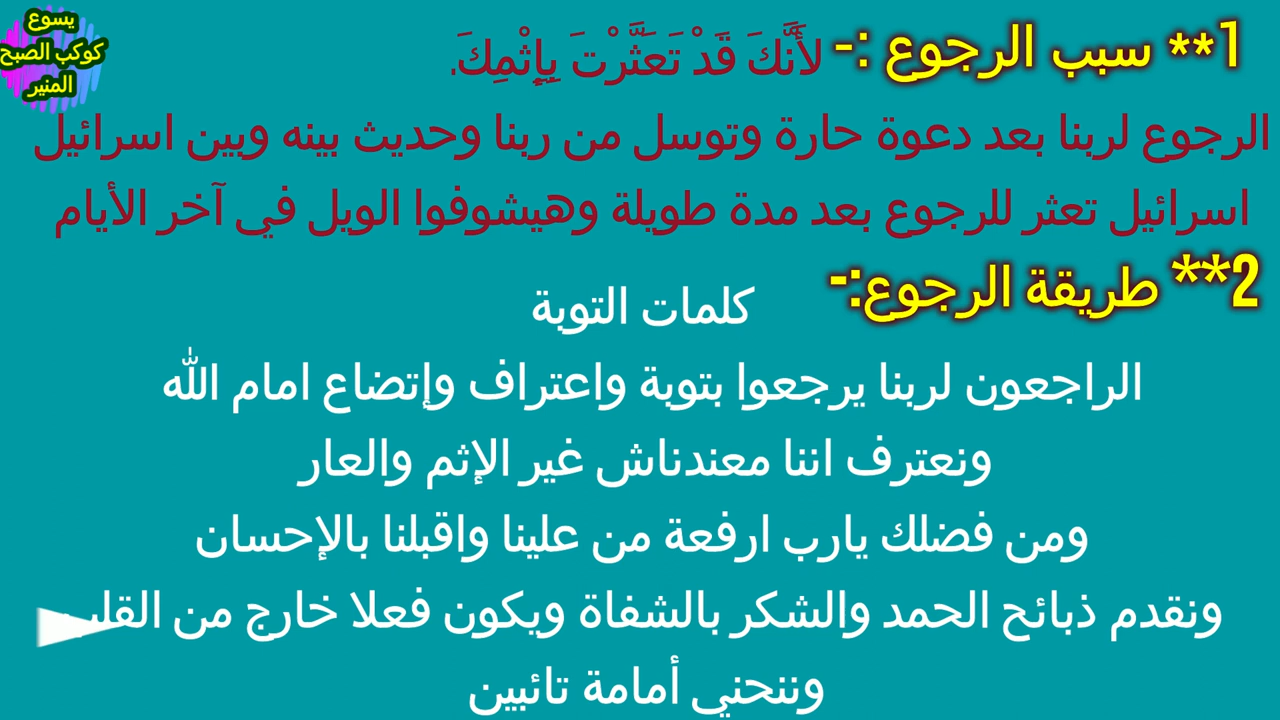 يسوع
كوكب الصبح
المنير
1** سبب الرجوع :- لأَنَّكَ قَدْ تَعَثَّرْتَ بِإِثْمِكَ.
الرجوع لربنا بعد دعوة حارة وتوسل من ربنا وحديث بينه وبين اسرائيل
اسرائيل تعثر للرجوع بعد مدة طويلة وهيشوفوا الويل في آخر الأيام
2** طريقة الرجوع:-
كلمات التوبة
الراجعون لربنا يرجعوا بتوبة واعتراف وإتضاع امام الله
ونعترف اننا معندناش غير الإثم والعار
ومن فضلك يارب ارفعة من علينا واقبلنا بالإحسان
ونقدم ذبائح الحمد والشكر بالشفاة ويكون فعلا خارج من
وننحني أمامة تائبين